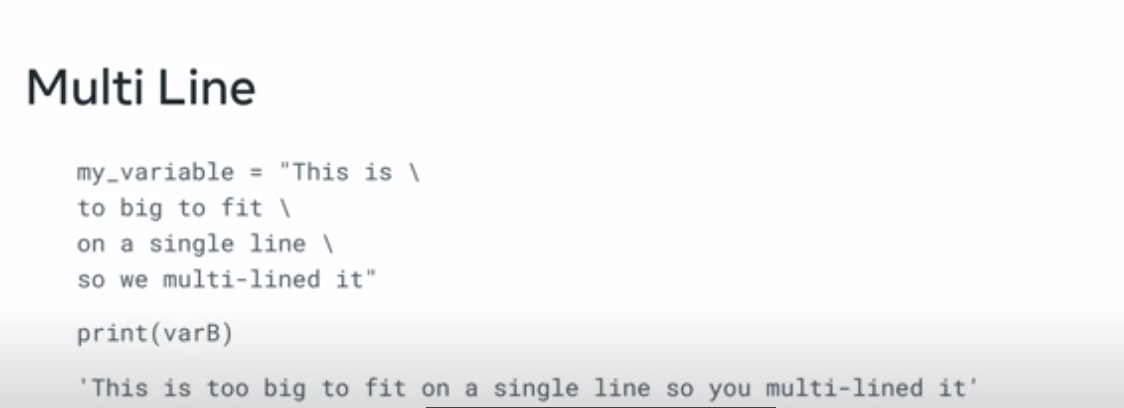 Multi Line
my_variable = "This is \
to big to fit \
on a single line \
so we multi-lined it"
print(varB)
'This is too big to fit on a single line so you multi-lined it'